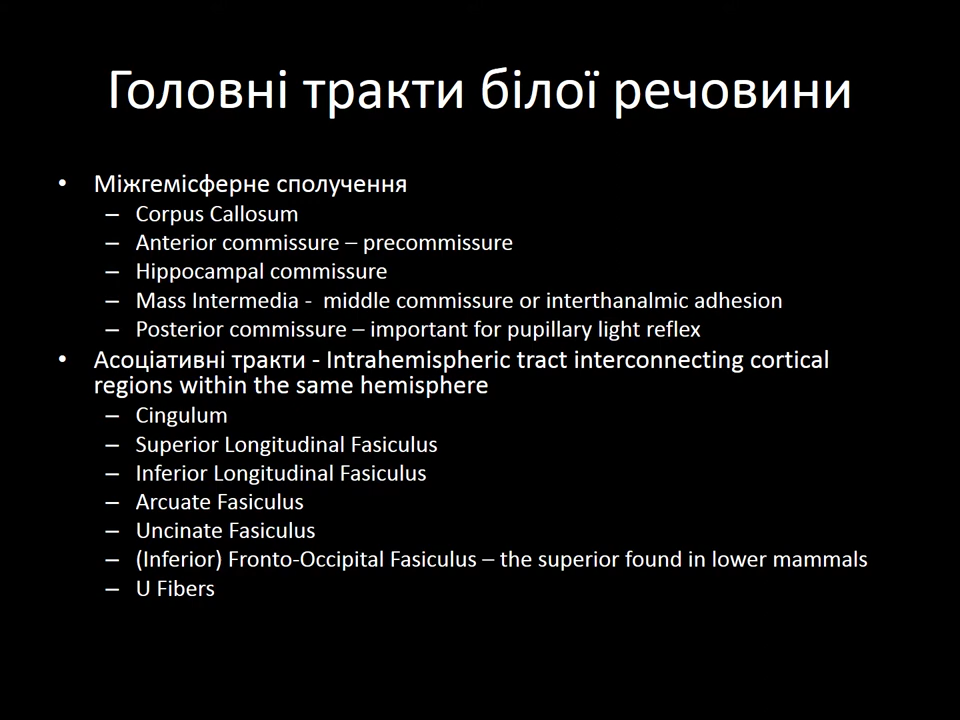 Головні тракти білої речовини
• Міжгемісферне сполучення
– Corpus Callosum
– Anterior commissure – precommissure
– Hippocampal commissure
– Mass Intermedia -  middle commissure or interthanalmic adhesion
– Posterior commissure – important for pupillary light reflex
• Асоціативні тракти - Intrahemispheric tract interconnecting cortical
regions within the same hemisphere
– Cingulum
– Superior Longitudinal Fasiculus
– Inferior Longitudinal Fasiculus
– Arcuate Fasiculus
– Uncinate Fasiculus
– (Inferior) Fronto-Occipital Fasiculus – the superior found in lower mammals
– U Fibers